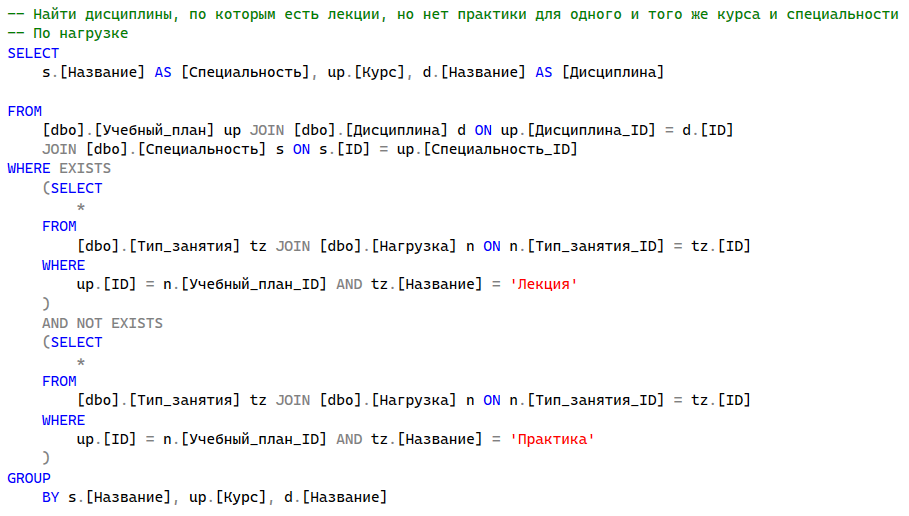 -- Найти дисциплины, по которым есть лекции, но нет практики для одного и того же курса и специальности
-- По нагрузке
SELECT
s.[Название] AS [Специальность], up.[Курс], d.[Название] AS [Дисциплина]
FROM
[dbo].[Учебный_план] up JOIN [dbo].[Дисциплина] d ON up.[Дисциплина_ID] = d.[ID]
JOIN [dbo].[Специальность] s ON s.[ID] = up.[Специальность_ID]
WHERE EXISTS
(SELECT
*
FROM
[dbo].[Тип_занятия] tz JOIN [dbo].[Нагрузка] n ON n.[Тип_занятия_ID] = tz.[ID]
WHERE
up.[ID] = n.[Учебный_план_ID] AND tz.[Название] = 'Лекция'
)
AND NOT EXISTS
(SELECT
*
FROM
[dbo].[Тип_занятия] tz JOIN [dbo].[Нагрузка] n ON n.[Тип_занятия_ID] = tz.[ID]
WHERE
up.[ID] = n.[Учебный_план_ID] AND tz.[Название] = 'Практика'
)
GROUP
BY s.[Название], up.[Курс], d.[Название]